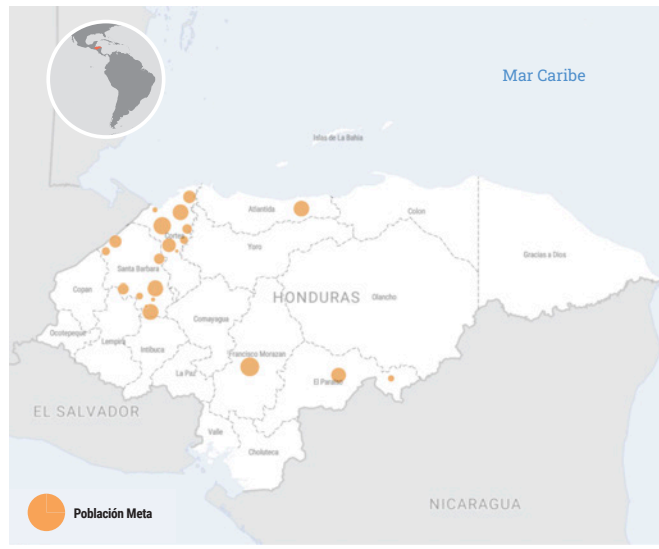 Mar Caribe
Islas de La Bahía
Atlantida
Colon
Cortes
Yoro
Gracias a Dios
Santa Barbara
Copan
HONDURAS
Olancho
Comayagua
Ocotepeque
Lempira
Intibuca
Francisco Morazan
La Paz
El Paraiso
EL SALVADOR
Valle
Choluteca
NICARAGUA
Población Meta